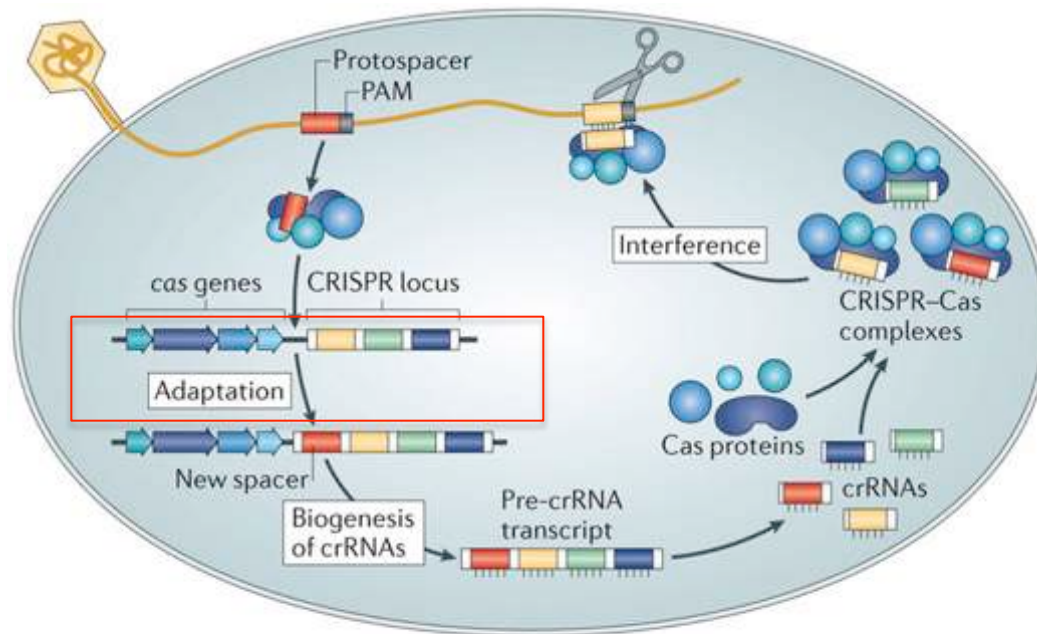 Protospacer
PAM
Interference
cas genes
CRISPR locus
CRISPR–Cas
complexes
Adaptation
Cas proteins
New spacer
Biogenesis
of crRNAs
Pre-crRNA
transcript
crRNAs